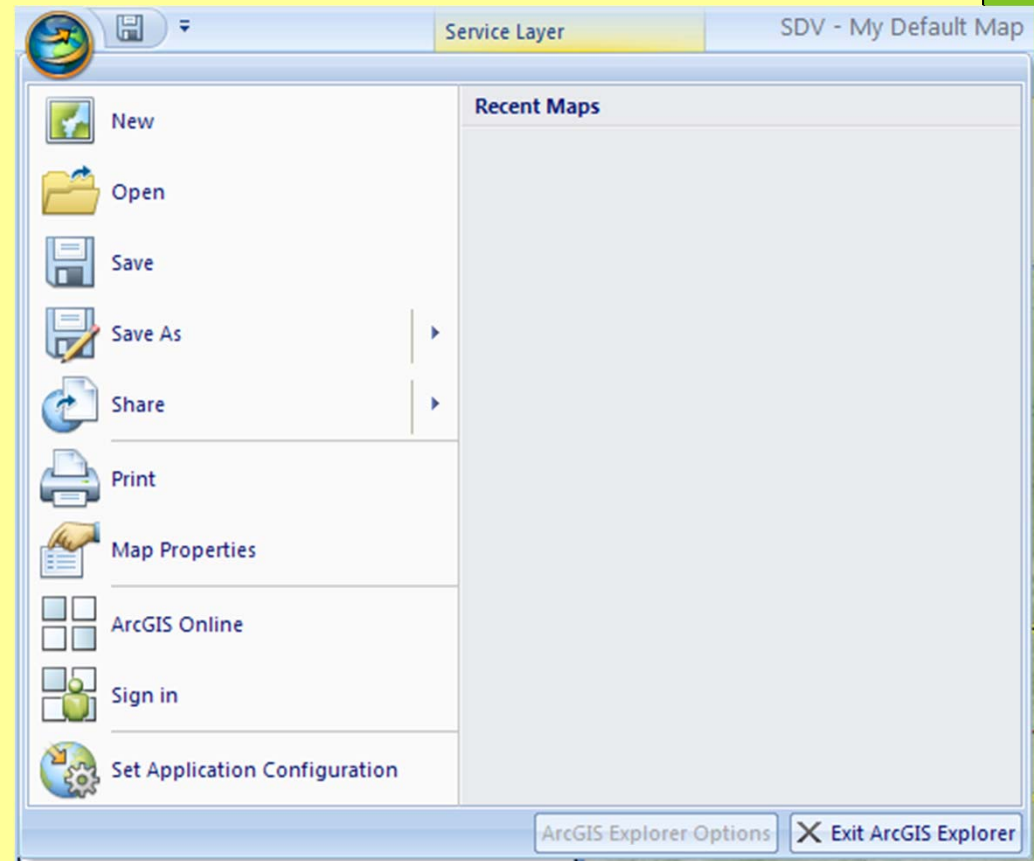 Service Layer
SDV - My Default Map
New
Open
Save
Save As
Share
Print
Map Properties
ArcGIS Online
Sign in
Set Application Configuration
Recent Maps
ArcGIS Explorer Options
Exit ArcGIS Explorer